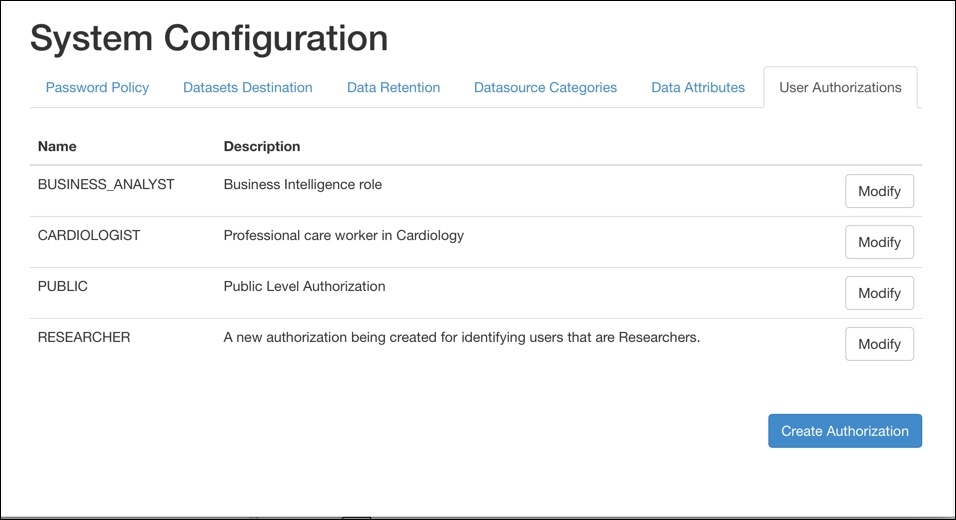 System Configuration
Password Policy Datasets Destination Data Retention Datasource Categories Data Attributes User Authorizations
Name Description
BUSINESS_ANALYST Business Intelligence role Modify
CARDIOLOGIST Professional care worker in Cardiology Modify
PUBLIC Public Level Authorization Modify
RESEARCHER A new authorization being created for identifying users that are Researchers. Modify
Create Authorization